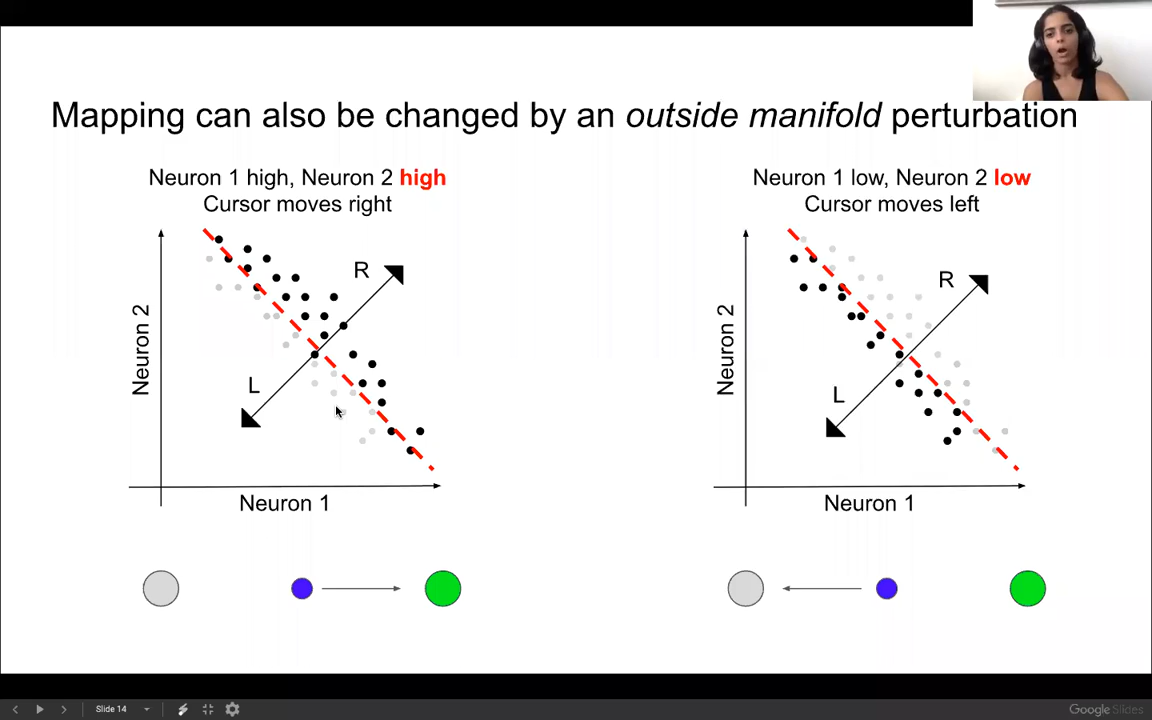 Mapping can also be changed by an outside manifold perturbation
Neuron 1 high, Neuron 2 high
Cursor moves right
R
L
Neuron 2
Neuron 1
Neuron 1 low, Neuron 2 low
Cursor moves left
R
L
Neuron 2
Neuron 1
Slide 14
Google Slides